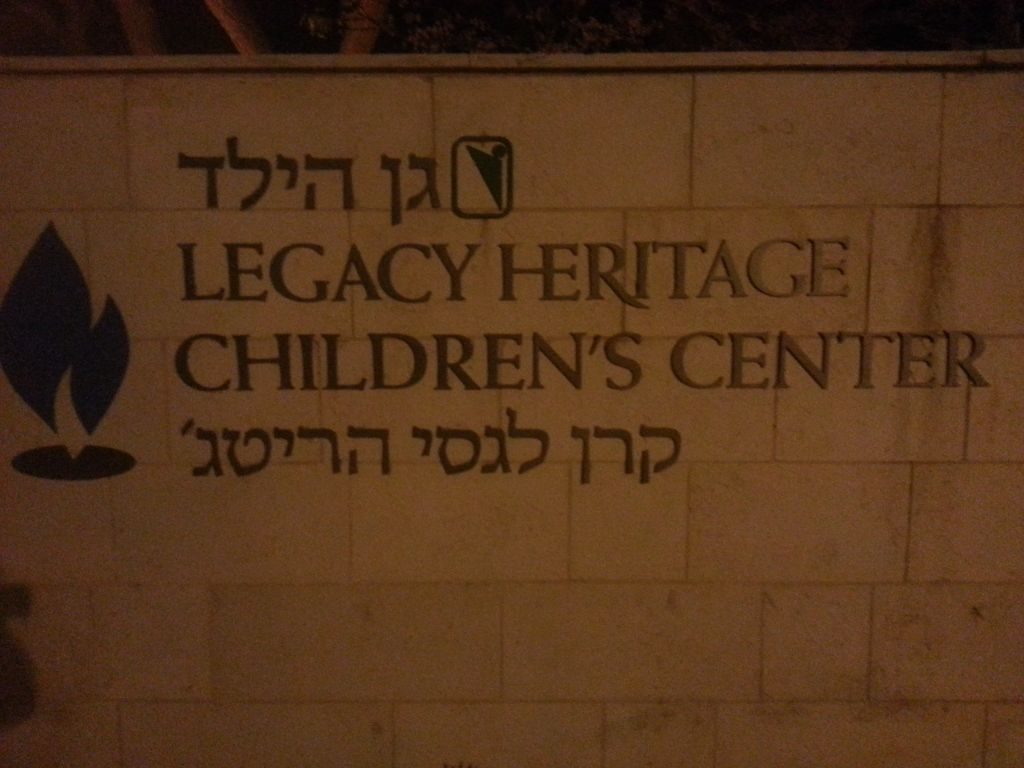 גן הילד
LEGACY HERITAGE
CHILDREN'S CENTER
קרן לגסי הריטג'